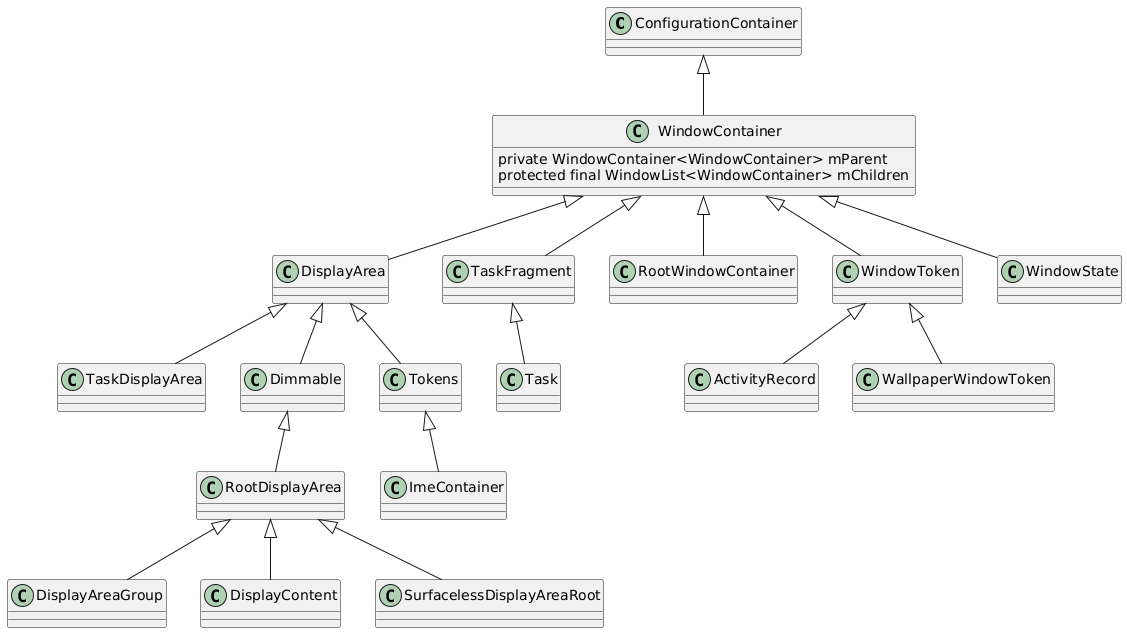 C ConfigurationContainer
C WindowContainer
private WindowContainer<WindowContainer> mParent
protected final WindowList<WindowContainer> mChildren
C DisplayArea
C TaskFragment
C RootWindowContainer
C WindowToken
C WindowState
C TaskDisplayArea
C Dimmable
C Tokens
C Task
C ActivityRecord
C WallpaperWindowToken
C RootDisplayArea
C ImeContainer
C DisplayAreaGroup
C DisplayContent
C SurfacelessDisplayAreaRoot